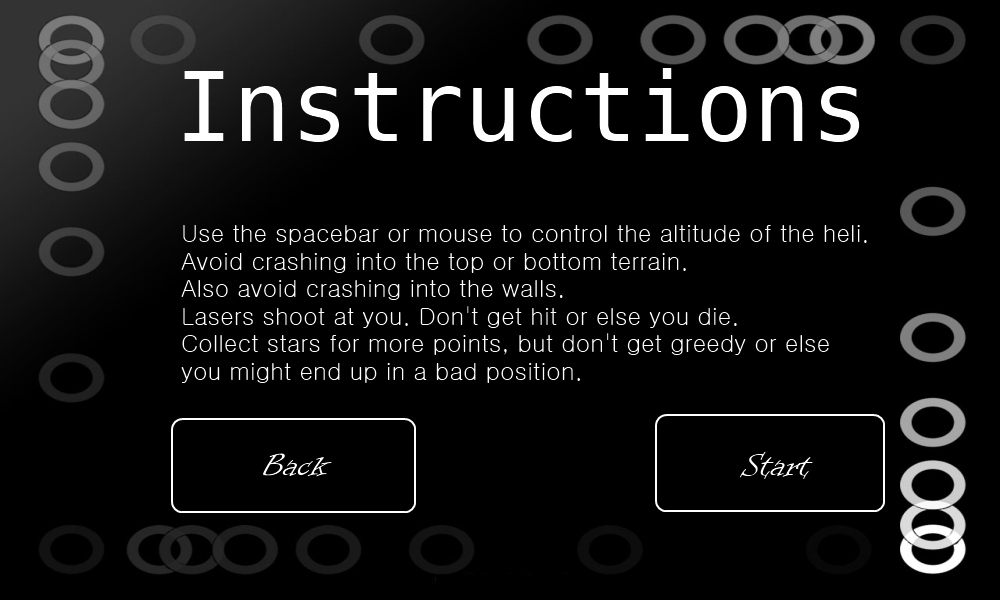 Instructions
Use the spacebar or mouse to control the altitude of the heli.
Avoid crashing into the top or bottom terrain.
Also avoid crashing into the walls.
Lasers shoot at you. Don't get hit or else you die.
Collect stars for more points, but don't get greedy or else
you might end up in a bad position.
Back
Start